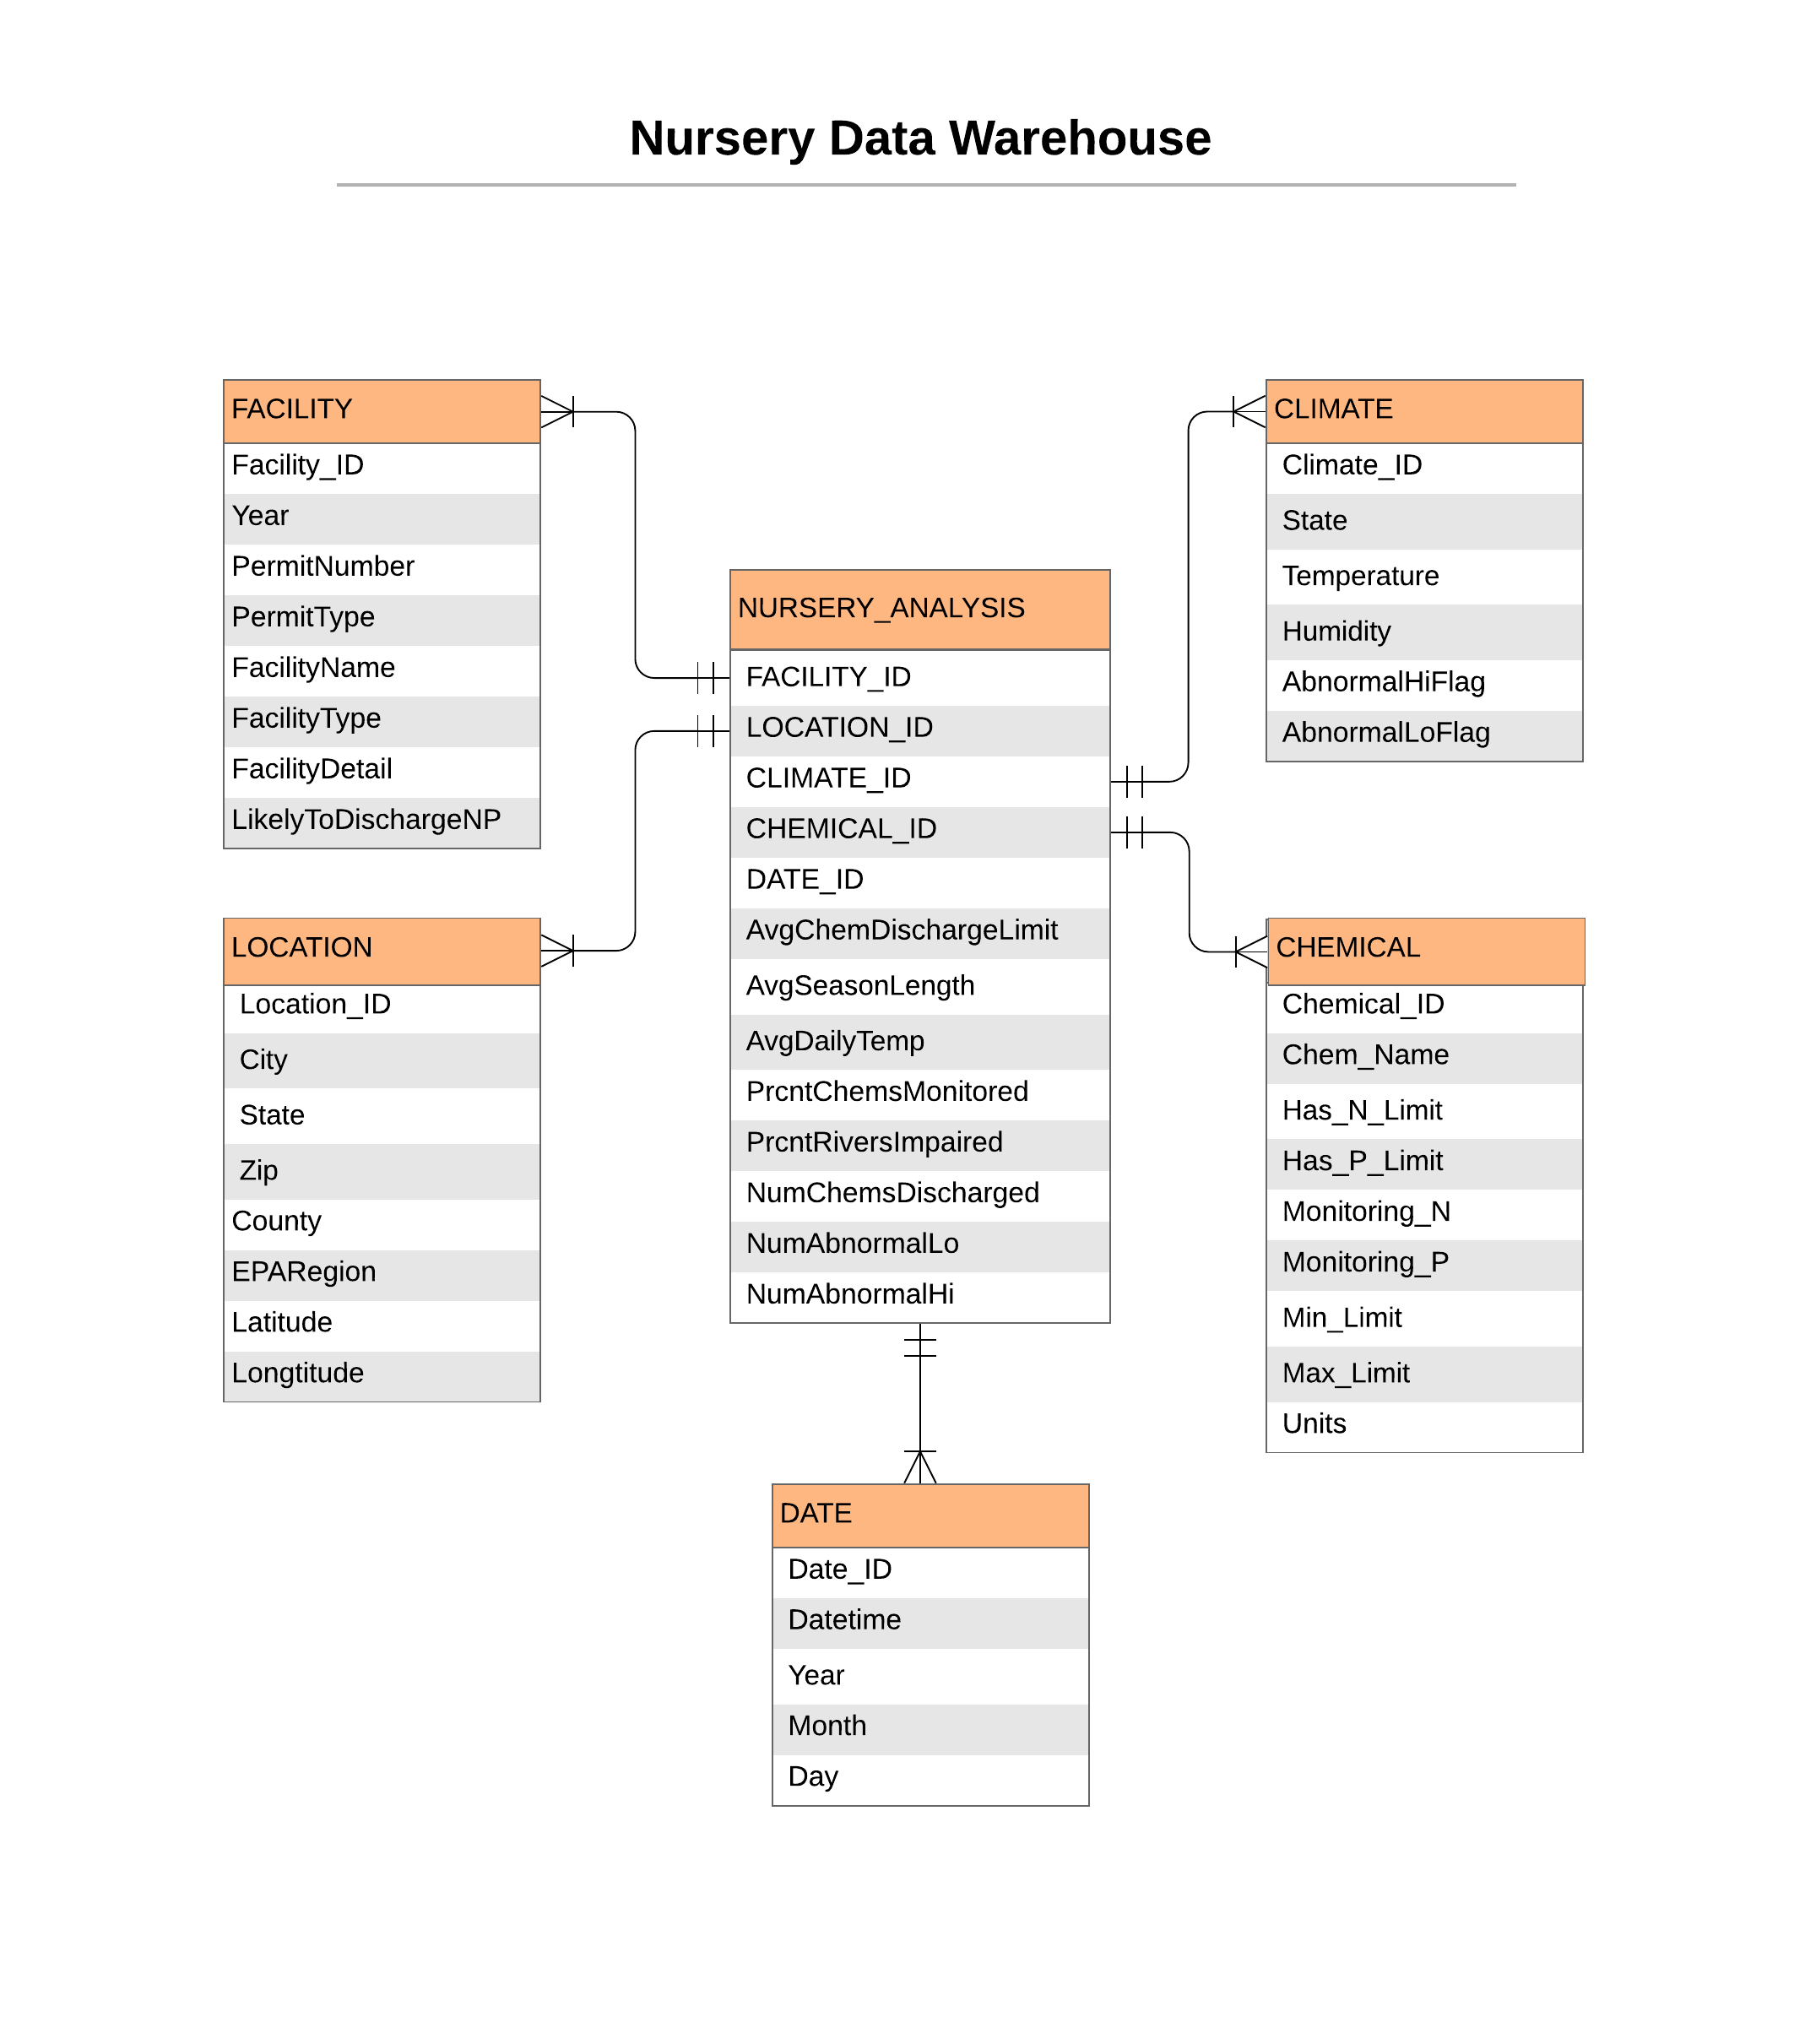 Nursery Data Warehouse
FACILITY
Facility_ID
Year
PermitNumber
PermitType
FacilityName
FacilityType
FacilityDetail
LikelyToDischargeNP
LOCATION
Location_ID
City
State
Zip
County
EPARegion
Latitude
Longtitude
NURSERY_ANALYSIS
FACILITY_ID
LOCATION_ID
CLIMATE_ID
CHEMICAL_ID
DATE_ID
AvgChemDischargeLimit
AvgSeasonLength
AvgDailyTemp
PrcntChemsMonitored
PrcntRiversImpaired
NumChemsDischarged
NumAbnormalLo
NumAbnormalHi
DATE
Date_ID
Datetime
Year
Month
Day
CLIMATE
Climate_ID
State
Temperature
Humidity
AbnormalHiFlag
AbnormalLoFlag
CHEMICAL
Chemical_ID
Chem_Name
Has_N_Limit
Has_P_Limit
Monitoring_N
Monitoring_P
Min_Limit
Max_Limit
Units